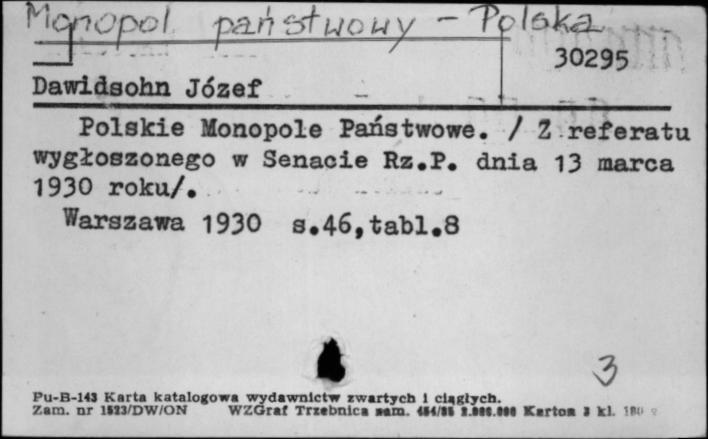 Monopol państwowy - Polska
30295
Dawidsohn Józef
Polskie Monopole Państwowe. / Z referatu
wygłoszonego w Senacie Rz.P. dnia 13 marca
1930 roku/.
Warszawa 1930 s.46,tabl.8
3
Pu-B-143 Karta katalogowa wydawnictw zwartych i ciągłych.
Zam. nr 1523/DW/ON WZGraf Trzebnica zam. Karton 3 kl.